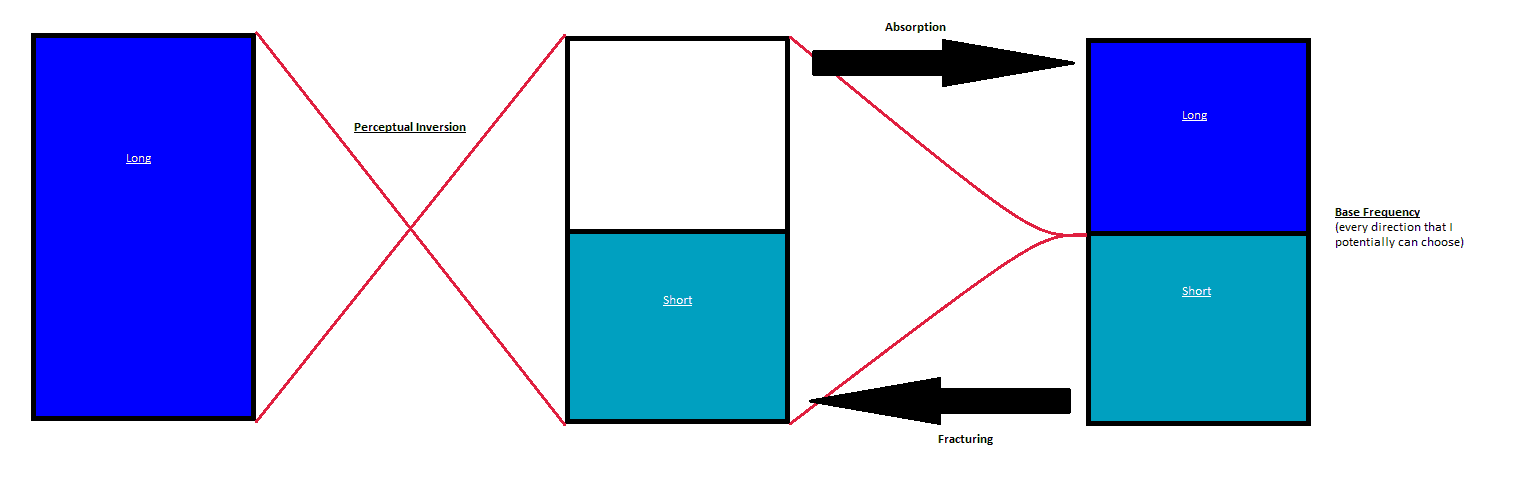 Absorption
Perceptual Inversion
Long
Long
Short
Short
Base Frequency
(every direction that I
potentially can choose)
Fracturing